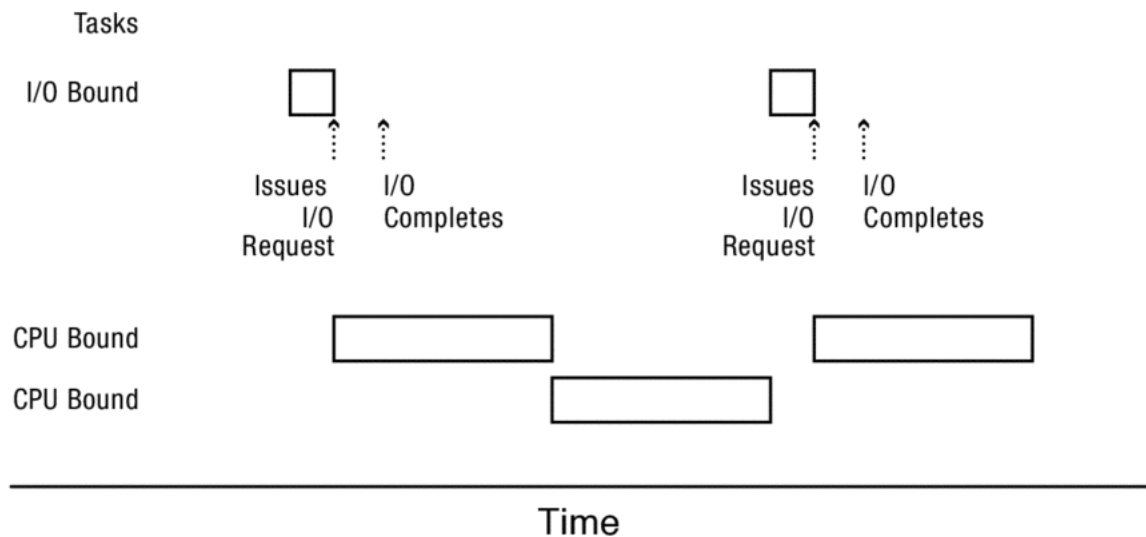 Tasks
I/O Bound
Issues
I/O
Request
I/O
Completes
Issues
I/O
Request
I/O
Completes
CPU Bound
CPU Bound
Time